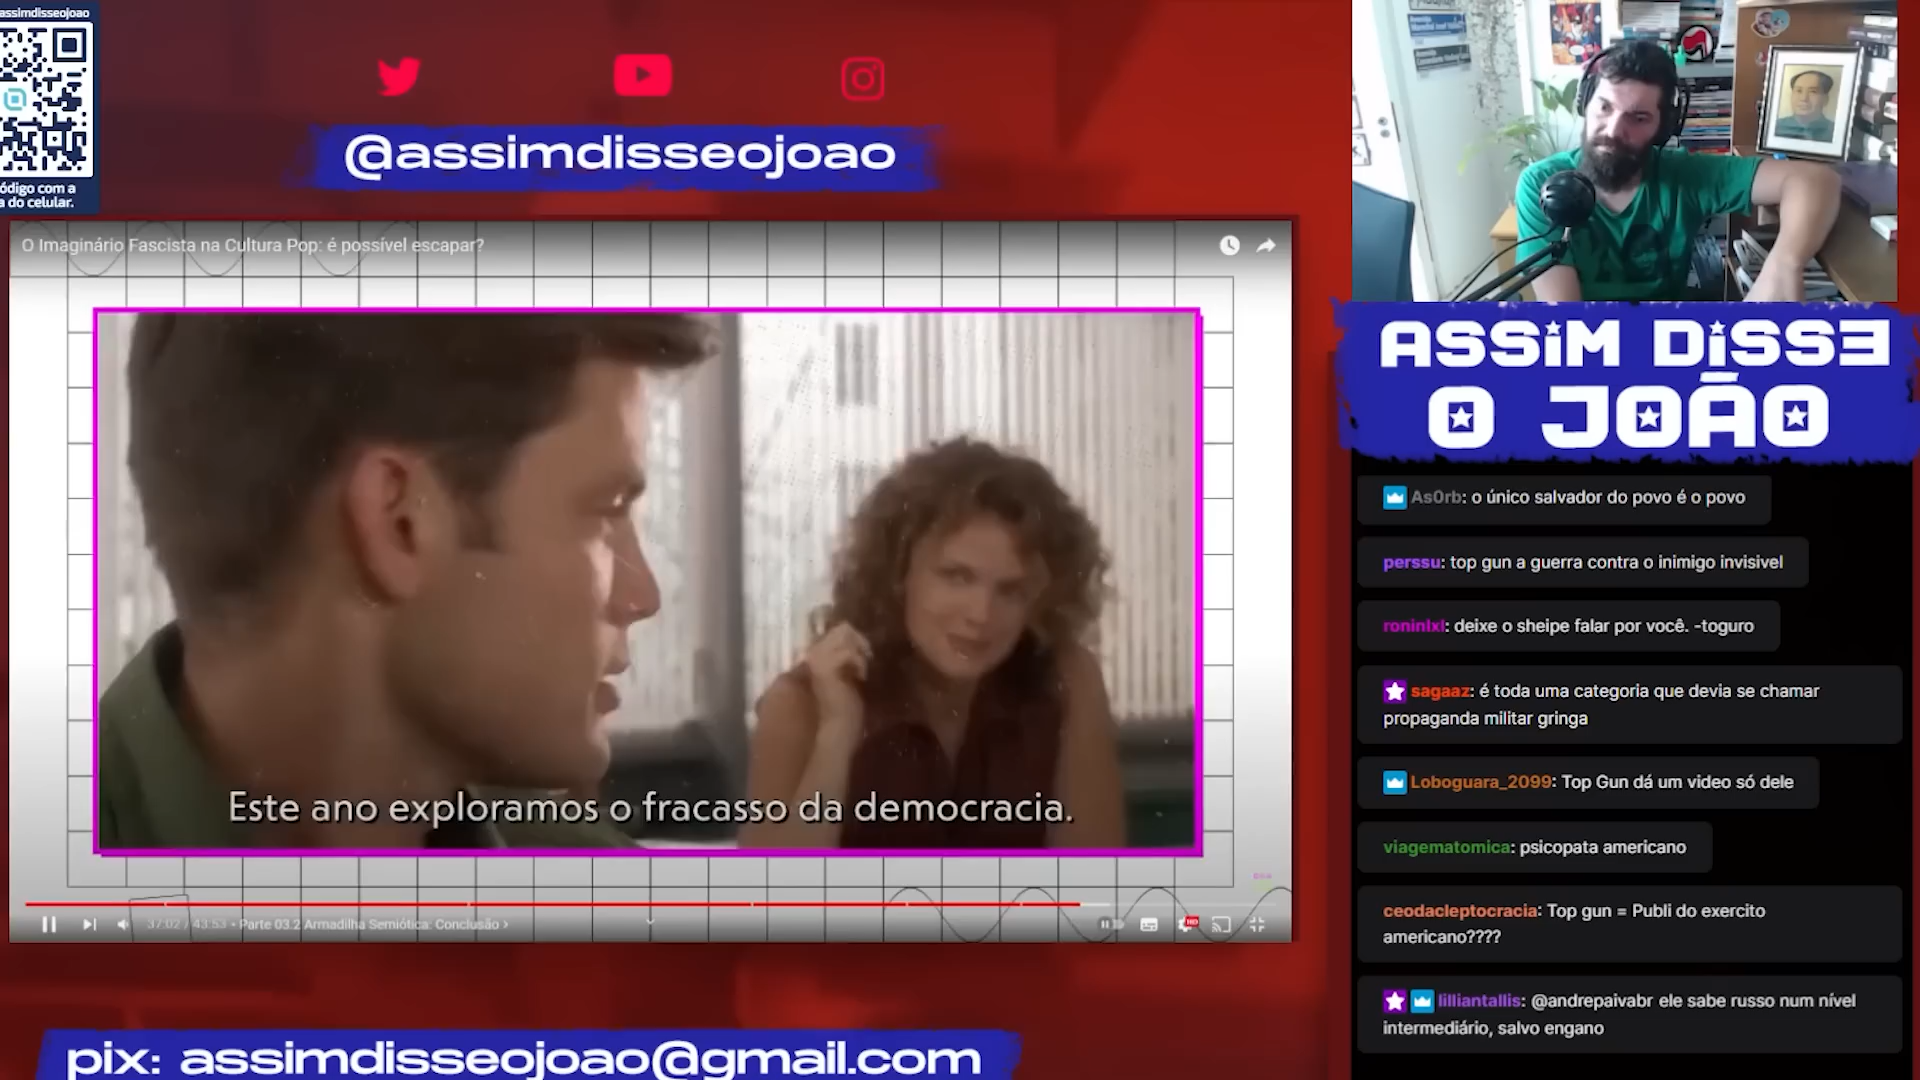 assimdisseojoao
ódigo com a
a do celular.
@assimdisseojoao
O Imaginário Fascista na Cultura Pop: é possível escapar?
Este ano exploramos o fracasso da democracia.
37:02 / 43:53 • Parte 03.2 Armadilha Semiótica: Conclusão ›
HD
pix: assimdisseojoao@gmail.com
ASSIM DISSE
O JOÃO
As0rb: o único salvador do povo é o povo
perssu: top gun a guerra contra o inimigo invisivel
roninlxl: deixe o sheipe falar por você. -toguro
sagaaz: é toda uma categoria que devia se chamar
propaganda militar gringa
Loboguara_2099: Top Gun dá um video só dele
viagematomica: psicopata americano
ceodacleptocracia: Top gun = Publi do exercito
americano????
lilliantallis: @andrepaivabr ele sabe russo num nível
intermediário, salvo engano